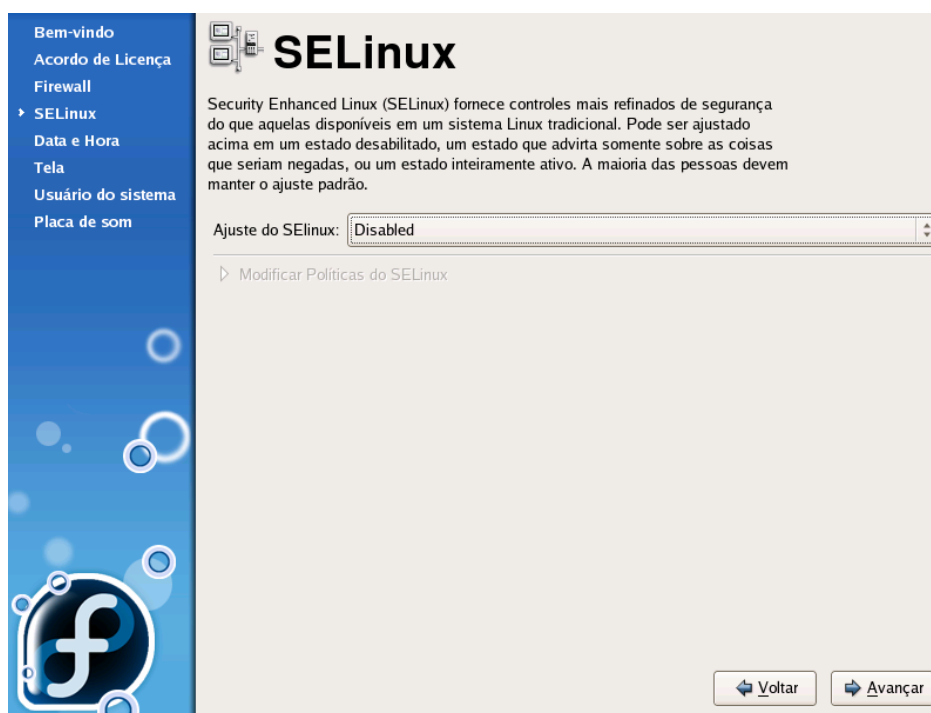 Bem-vindo
Acordo de Licença
Firewall
SELinux
Data e Hora
Tela
Usuário do sistema
Placa de som
SELinux
Security Enhanced Linux (SELinux) fornece controles mais refinados de segurança
do que aquelas disponíveis em um sistema Linux tradicional. Pode ser ajustado
acima em um estado desabilitado, um estado que advirta somente sobre as coisas
que seriam negadas, ou um estado inteiramente ativo. A maioria das pessoas devem
manter o ajuste padrão.
Ajuste do SElinux: Disabled
Modificar Políticas do SELinux
Voltar Avançar